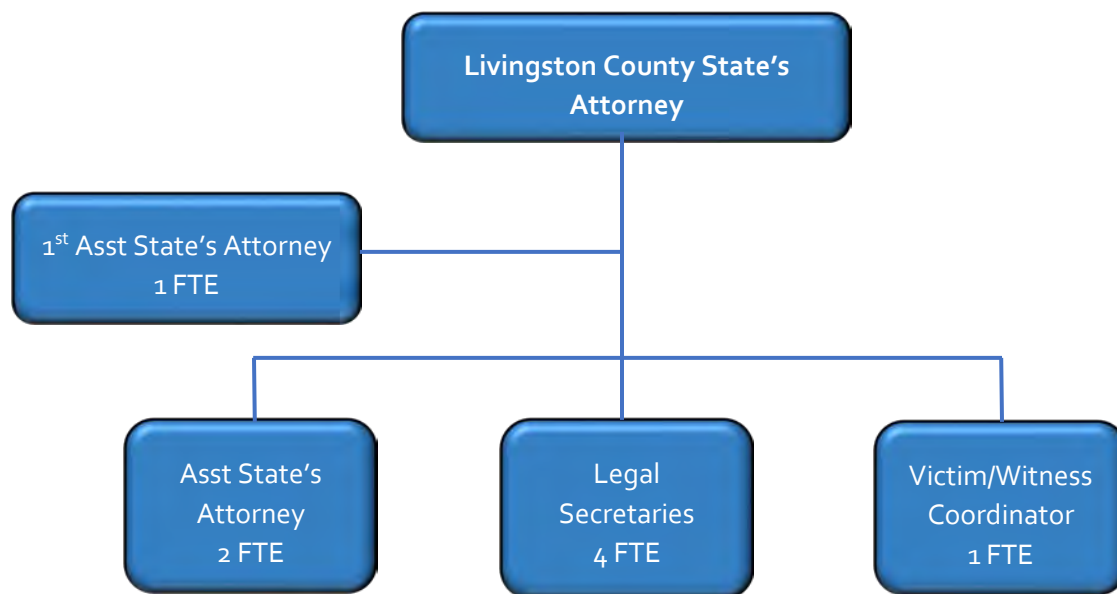 Livingston County State’s
Attorney
1st Asst State’s Attorney
1 FTE
Asst State’s
Attorney
2 FTE
Legal
Secretaries
4 FTE
Victim/Witness
Coordinator
1 FTE